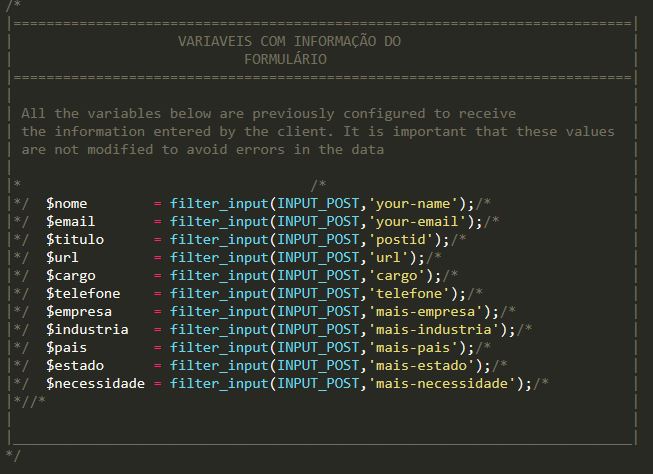 /*
|===========================================================================|
| VARIAVEIS COM INFORMAÇÃO DO |
| FORMULÁRIO |
|===========================================================================|
| |
| All the variables below are previously configured to receive |
| the information entered by the client. It is important that these values |
| are not modified to avoid errors in the data |
| |
|* /* |
|*/ $nome = filter_input(INPUT_POST,'your-name');/* |
|*/ $email = filter_input(INPUT_POST,'your-email');/* |
|*/ $titulo = filter_input(INPUT_POST,'postid');/* |
|*/ $url = filter_input(INPUT_POST,'url');/* |
|*/ $cargo = filter_input(INPUT_POST,'cargo');/* |
|*/ $telefone = filter_input(INPUT_POST,'telefone');/* |
|*/ $empresa = filter_input(INPUT_POST,'mais-empresa');/* |
|*/ $industria = filter_input(INPUT_POST,'mais-industria');/* |
|*/ $pais = filter_input(INPUT_POST,'mais-pais');/* |
|*/ $estado = filter_input(INPUT_POST,'mais-estado');/* |
|*/ $necessidade = filter_input(INPUT_POST,'mais-necessidade');/* |
|*//* |
| |
|___________________________________________________________________________|
*/